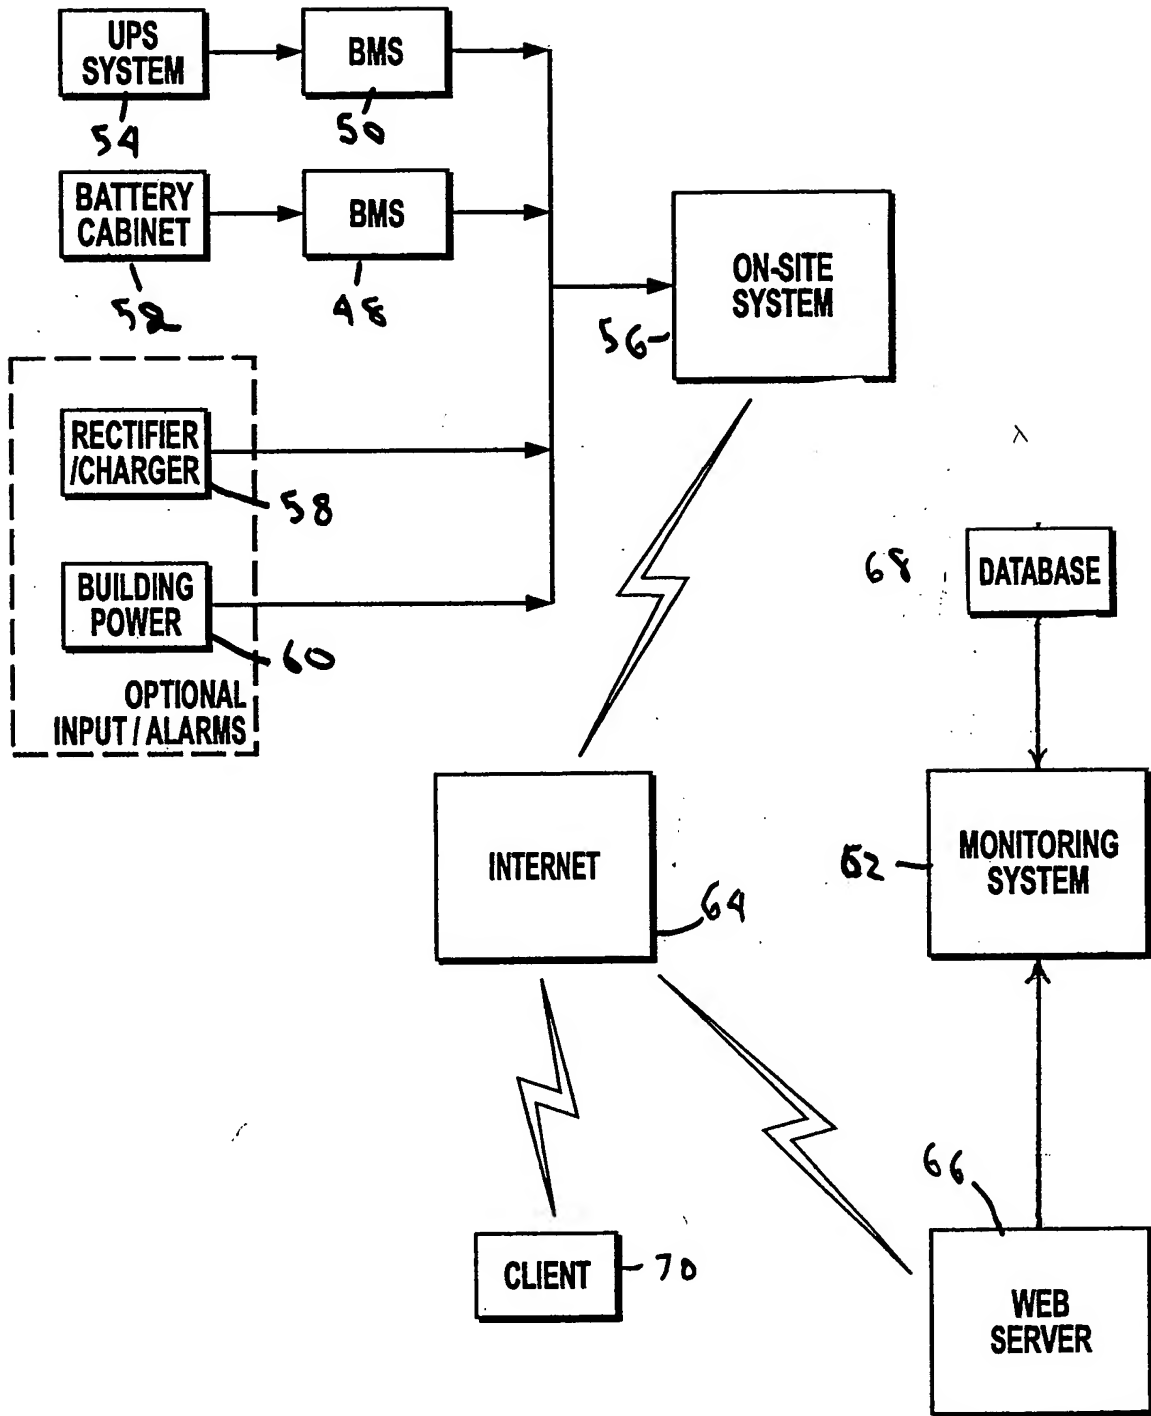 UPS
SYSTEM
BMS
54
50
BATTERY
CABINET
BMS
52
48
ON-SITE
SYSTEM
56
RECTIFIER
/CHARGER
58
BUILDING
POWER
60
OPTIONAL
INPUT / ALARMS
68
DATABASE
INTERNET
64
62
MONITORING
SYSTEM
66
CLIENT
70
WEB
SERVER